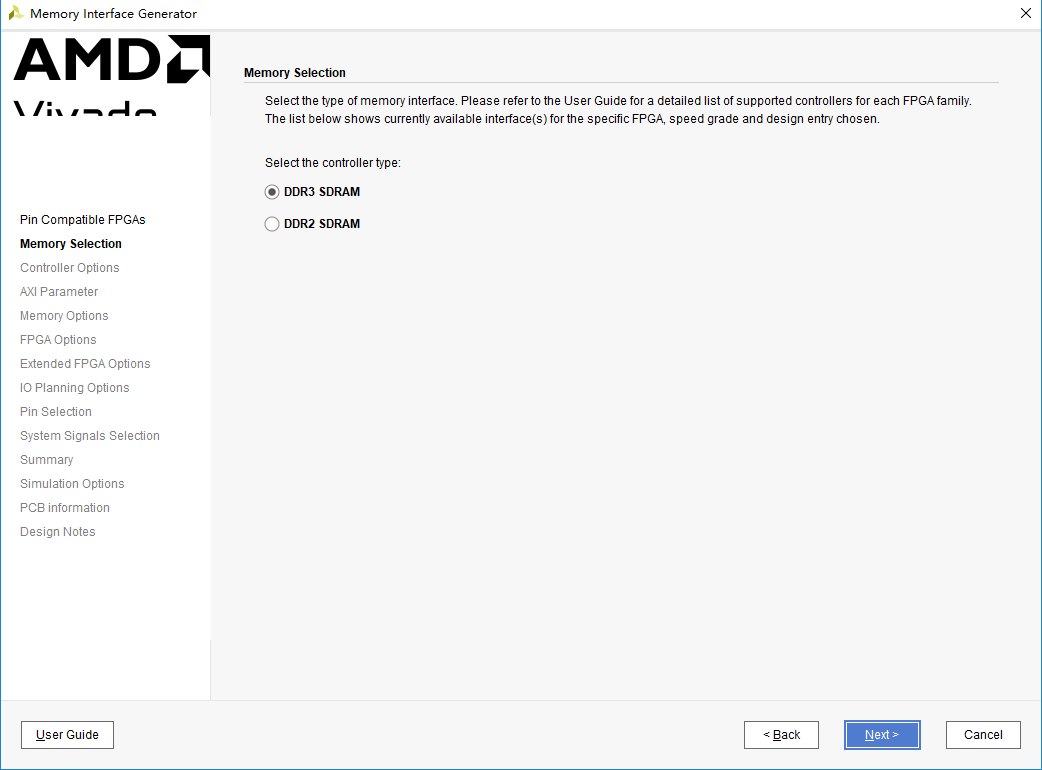 Memory Interface Generator
AMD
Vivado
Pin Compatible FPGAs
Memory Selection
Controller Options
AXI Parameter
Memory Options
FPGA Options
Extended FPGA Options
IO Planning Options
Pin Selection
System Signals Selection
Summary
Simulation Options
PCB information
Design Notes
Memory Selection
Select the type of memory interface. Please refer to the User Guide for a detailed list of supported controllers for each FPGA family.
The list below shows currently available interface(s) for the specific FPGA, speed grade and design entry chosen.
Select the controller type:
DDR3 SDRAM
DDR2 SDRAM
User Guide
< Back
Next >
Cancel